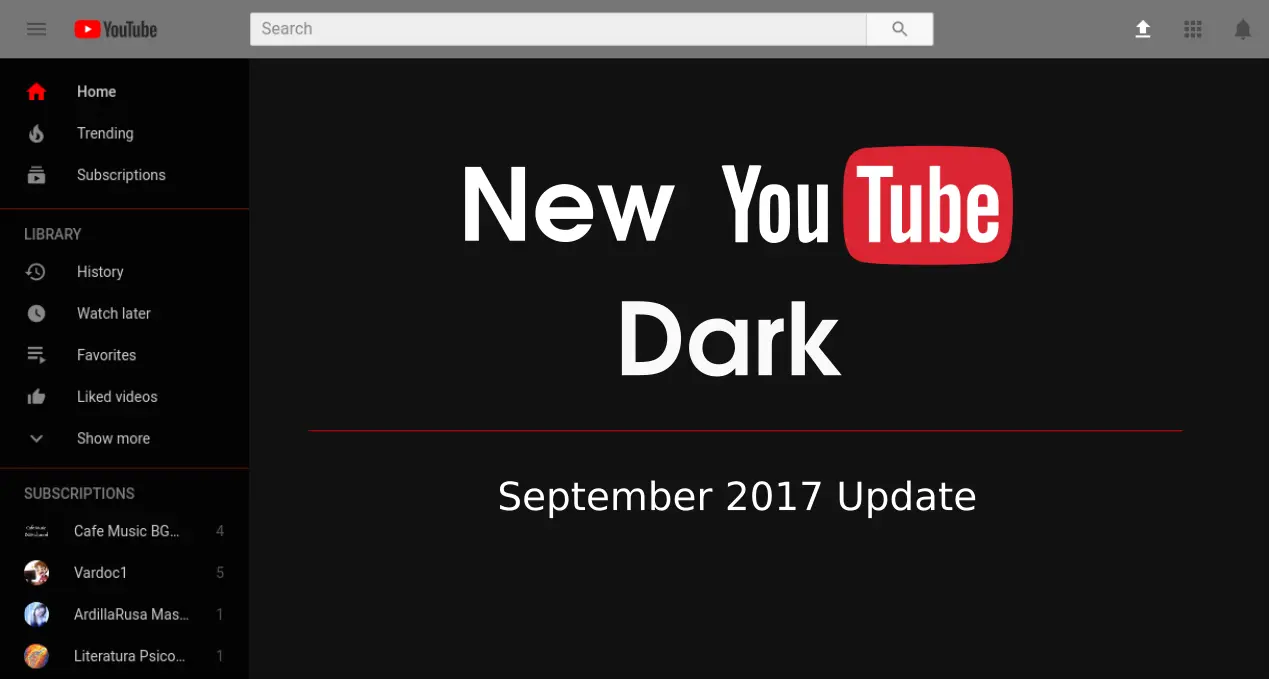 YouTube
Search
Home
Trending
Subscriptions
LIBRARY
History
Watch later
Favorites
Liked videos
Show more
SUBSCRIPTIONS
Cafe Music BG... 4
Vardoc1 5
ArdillaRusa Mas... 1
Literatura Psico... 1
New YouTube
Dark
September 2017 Update